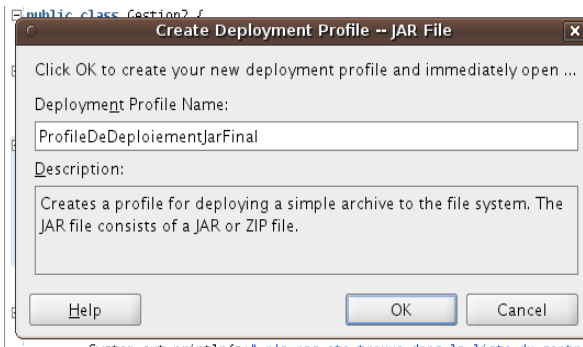 public class Gestion2 {
Create Deployment Profile -- JAR File
Click OK to create your new deployment profile and immediately open ...
Deployment Profile Name:
ProfileDeDeploiementJarFinal
Description:
Creates a profile for deploying a simple archive to the file system. The
JAR file consists of a JAR or ZIP file.
Help
OK
Cancel